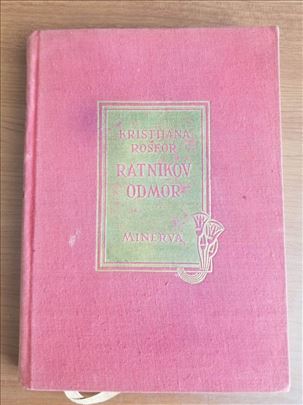 KRISTIJANA
ROŠFOR
RATNIKOV
ODMOR
MINERVA